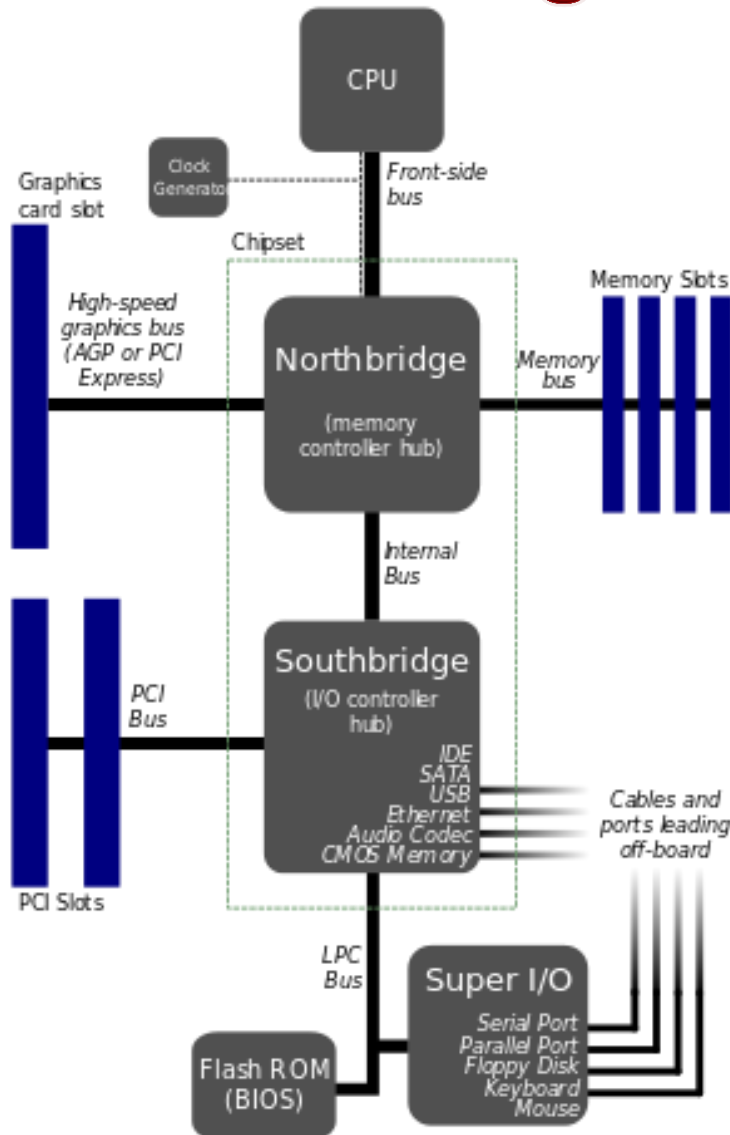 CPU
Clock
Generato
Front-side
bus
Graphics
card slot
Chipset
High-speed
graphics bus
(AGP or PCI
Express)
Northbridge
(memory
controller hub)
Memory
bus
Memory Slots
Internal
Bus
Southbridge
(I/O controller
hub)
PCI
Bus
IDE
SATA
USB
Ethernet
Audio Codec
CMOS Memory
Cables and
ports leading
off-board
PCI Slots
LPC
Bus
Super I/O
Serial Port
Parallel Port
Floppy Disk
Keyboard
Mouse
Flash ROM
(BIOS)